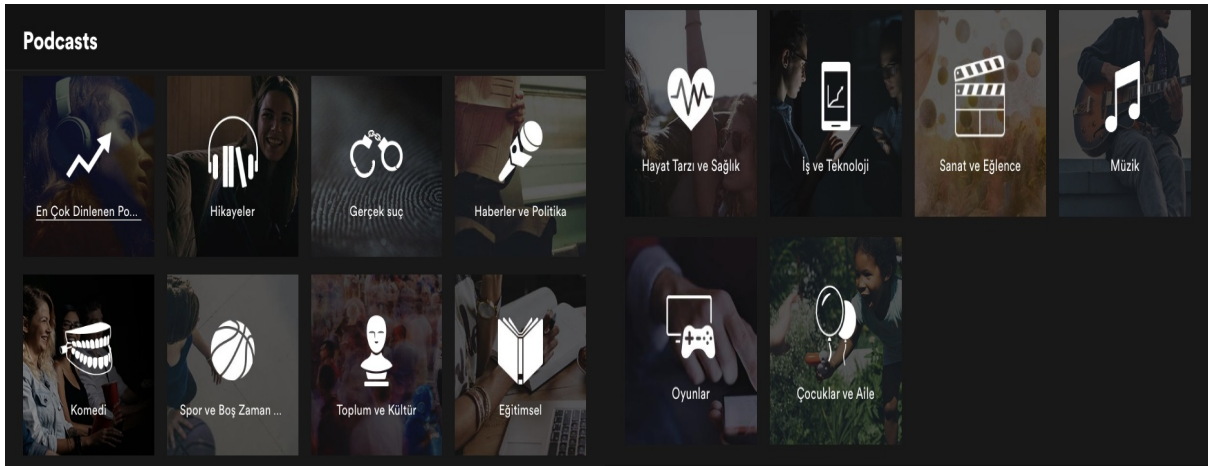 Podcasts
En Çok Dinlenen Po...
Hikayeler
Gerçek suç
Haberler ve Politika
Komedi
Spor ve Boş Zaman ...
Toplum ve Kültür
Eğitimsel
Hayat Tarzı ve Sağlık
İş ve Teknoloji
Sanat ve Eğlence
Müzik
Oyunlar
Çocuklar ve Aile